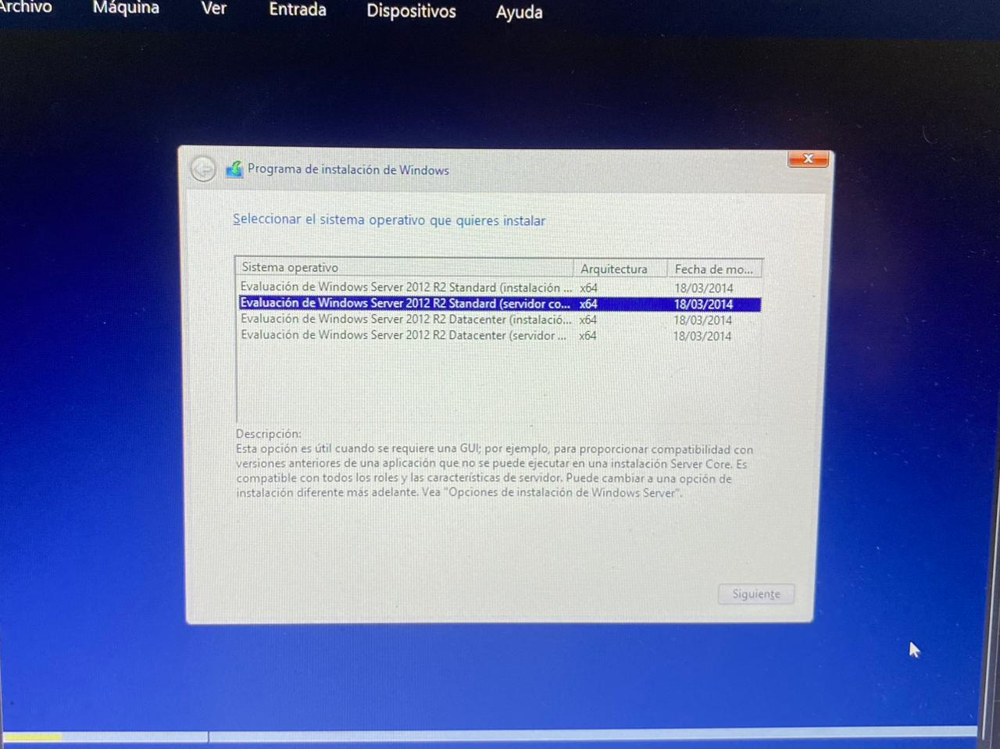 Archivo Máquina Ver Entrada Dispositivos Ayuda
Programa de instalación de Windows
X
Seleccionar el sistema operativo que quieres instalar
Sistema operativo Arquitectura Fecha de mo...
Evaluación de Windows Server 2012 R2 Standard (instalación ... x64 18/03/2014
Evaluación de Windows Server 2012 R2 Standard (servidor co... x64 18/03/2014
Evaluación de Windows Server 2012 R2 Datacenter (instalació... x64 18/03/2014
Evaluación de Windows Server 2012 R2 Datacenter (servidor ... x64 18/03/2014
Descripción:
Esta opción es útil cuando se requiere una GUI; por ejemplo, para proporcionar compatibilidad con
versiones anteriores de una aplicación que no se puede ejecutar en una instalación Server Core. Es
compatible con todos los roles y las características de servidor. Puede cambiar a una opción de
instalación diferente más adelante. Vea "Opciones de instalación de Windows Server".
Siguiente